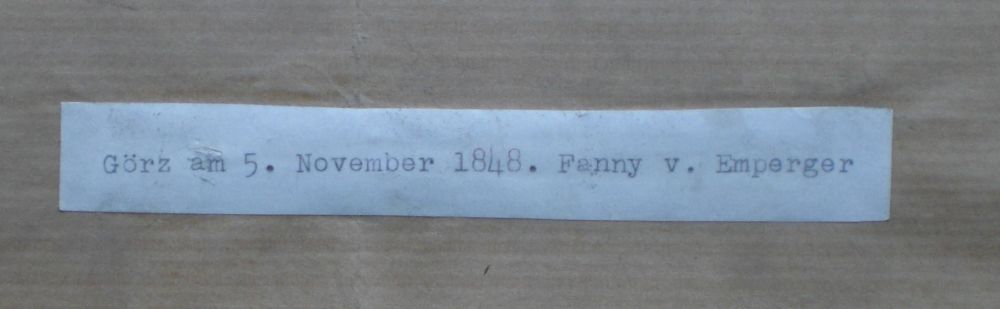 Görz am 5. November 1848. Fanny v. Emperger